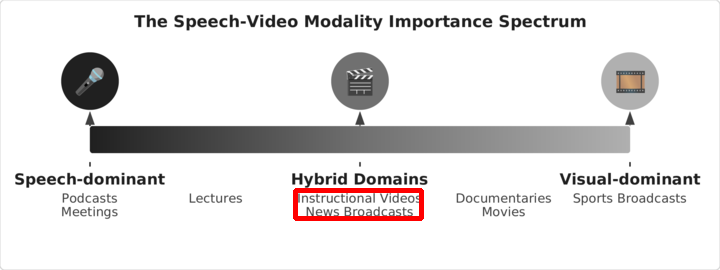 The Speech-Video Modality Importance Spectrum
Speech-dominant
Hybrid Domains
Visual-dominant
Podcasts
Meetings
Lectures
Instructional Videos
News Broadcasts
Documentaries
Movies
Sports Broadcasts